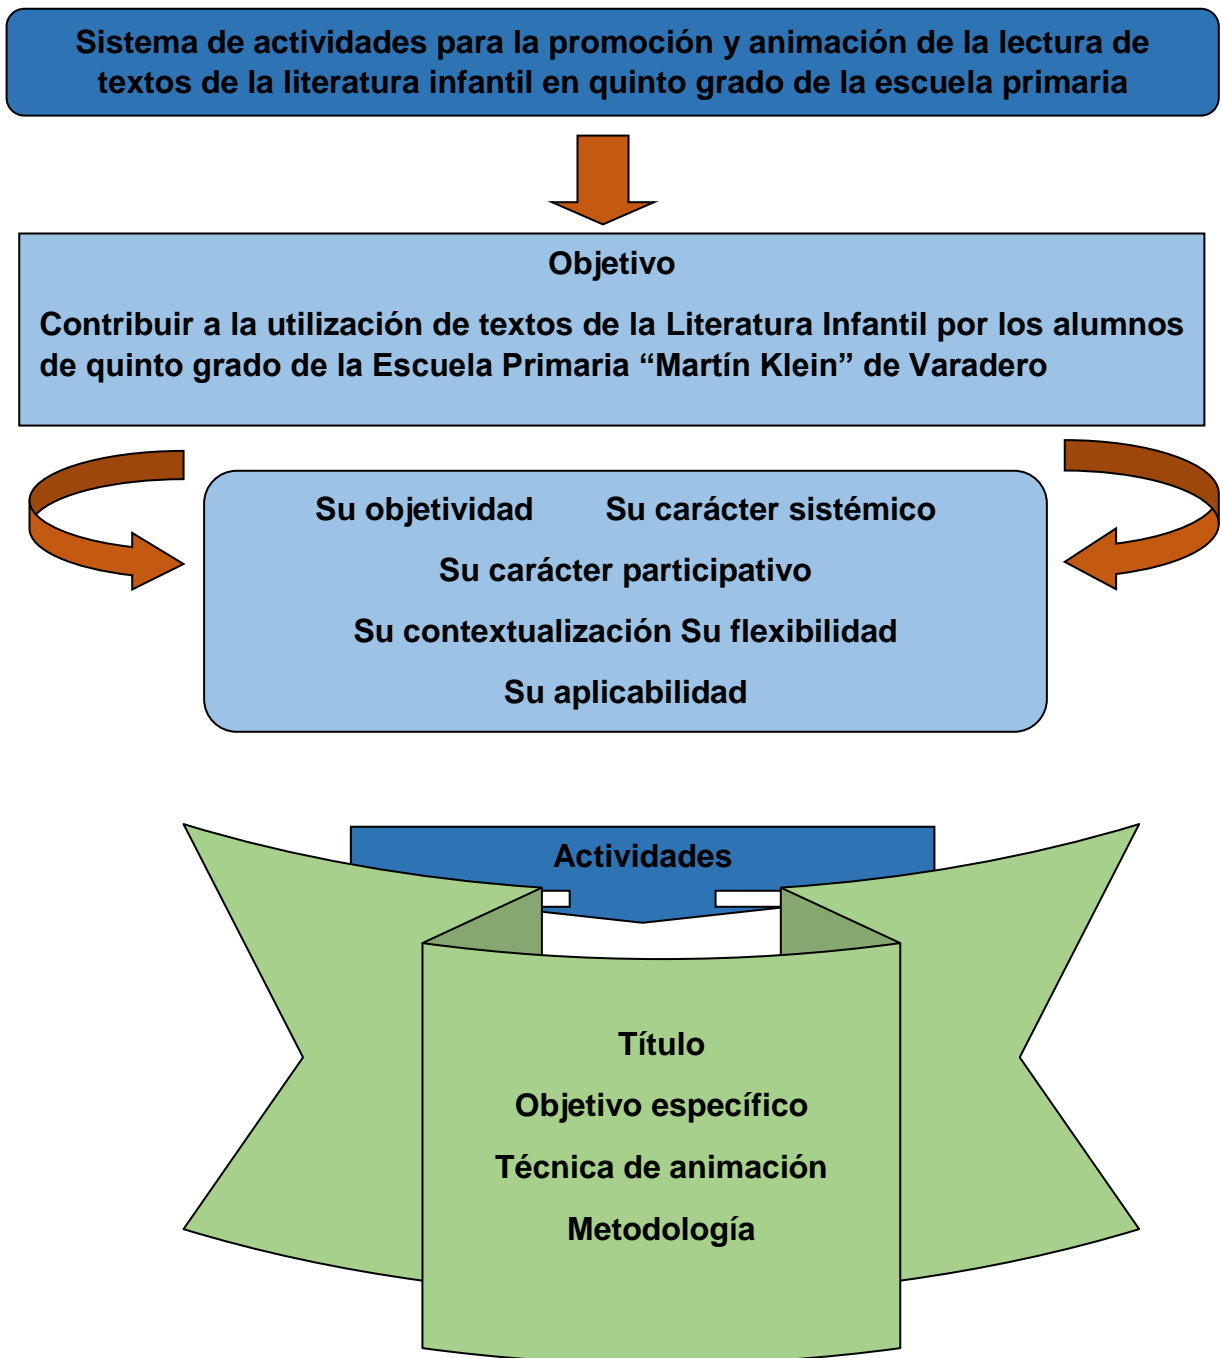 Sistema de actividades para la promoción y animación de la lectura de
textos de la literatura infantil en quinto grado de la escuela primaria
Objetivo
Contribuir a la utilización de textos de la Literatura Infantil por los alumnos
de quinto grado de la Escuela Primaria “Martín Klein” de Varadero
Su objetividad Su carácter sistémico
Su carácter participativo
Su contextualización Su flexibilidad
Su aplicabilidad
Actividades
Título
Objetivo específico
Técnica de animación
Metodología